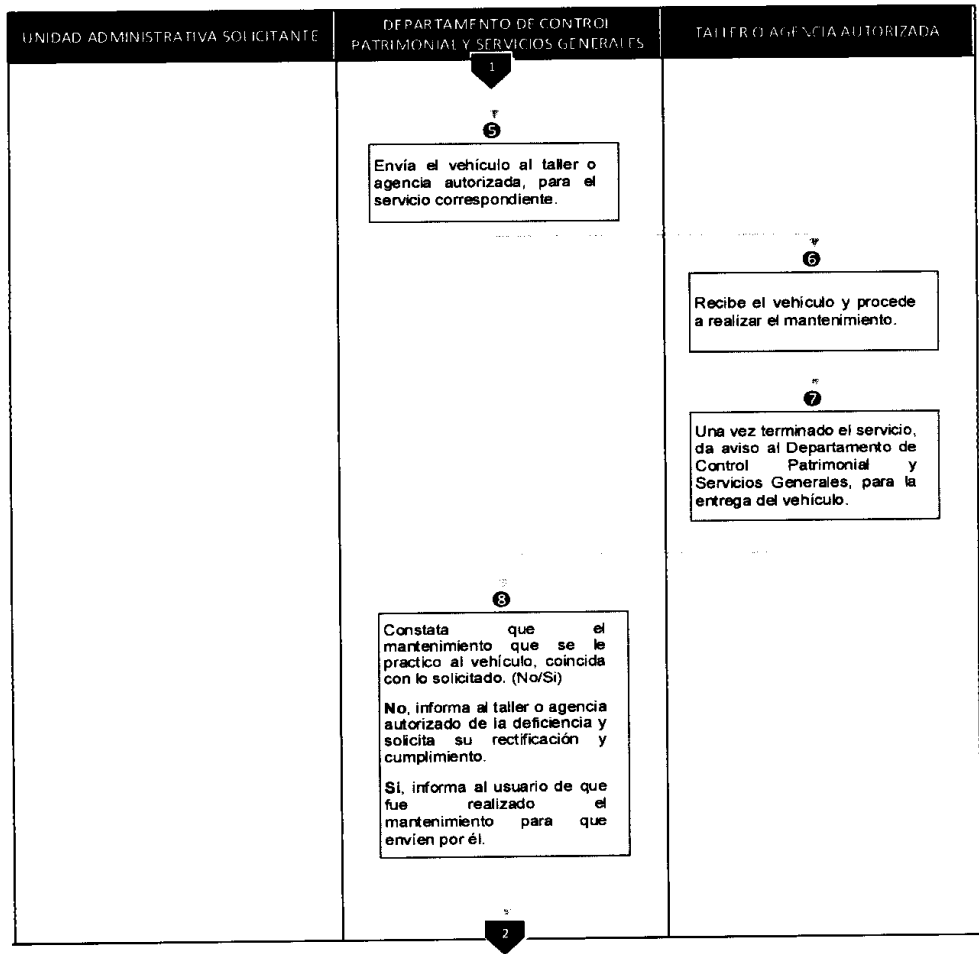 UNIDAD ADMINISTRATIVA SOLICITANTE
DEPARTAMENTO DE CONTROL
PATRIMONIAL Y SERVICIOS GENERALES
TALLER O AGENCIA AUTORIZADA
1
5
Envía el vehículo al taller o
agencia autorizada, para el
servicio correspondiente.
6
Recibe el vehículo y procede
a realizar el mantenimiento.
7
Una vez terminado el servicio,
da aviso al Departamento de
Control Patrimonial y
Servicios Generales, para la
entrega del vehículo.
8
Constata que el
mantenimiento que se le
practico al vehículo, coincida
con lo solicitado. (No/Si)
No, informa al taller o agencia
autorizado de la deficiencia y
solicita su rectificación y
cumplimiento.
Si, informa al usuario de que
fue realizado el
mantenimiento para que
envíen por él.
2